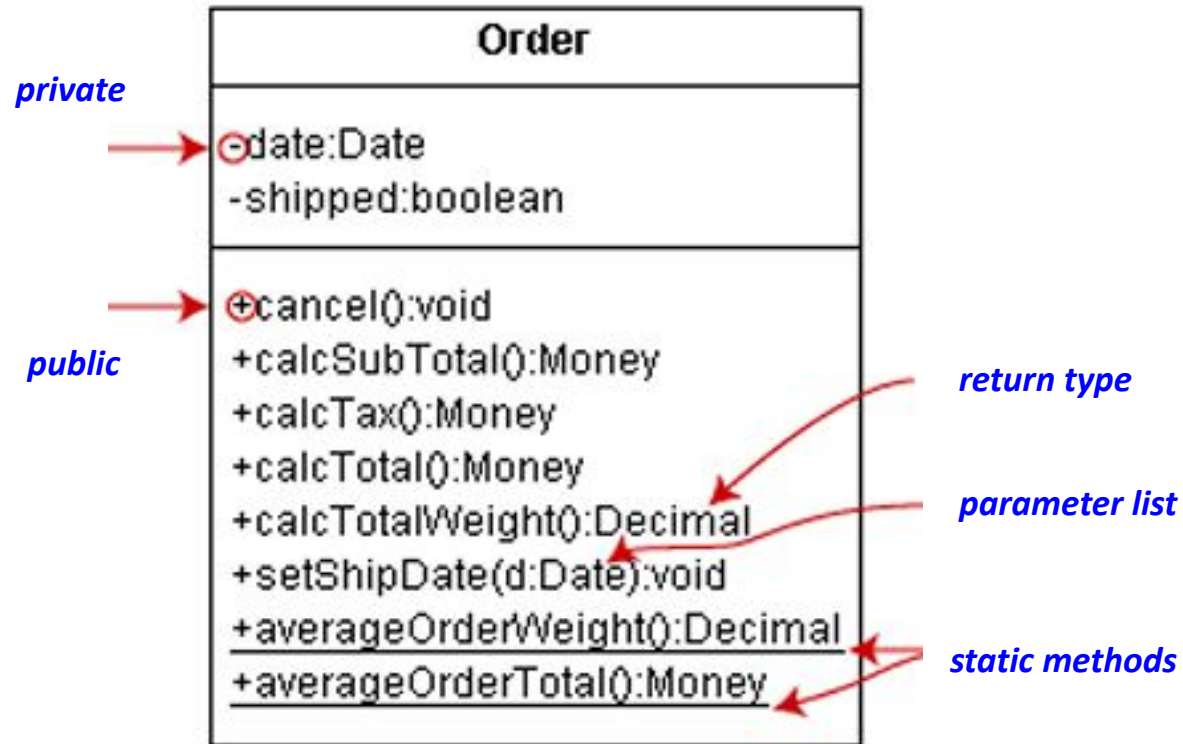 Order
private
-date:Date
-shipped:boolean
+cancel():void
public
+calcSubTotal():Money
return type
+calcTax():Money
+calcTotal():Money
+calcTotalWeight():Decimal
parameter list
+setShipDate(d:Date):void
+averageOrderWeight():Decimal
static methods
+averageOrderTotal():Money